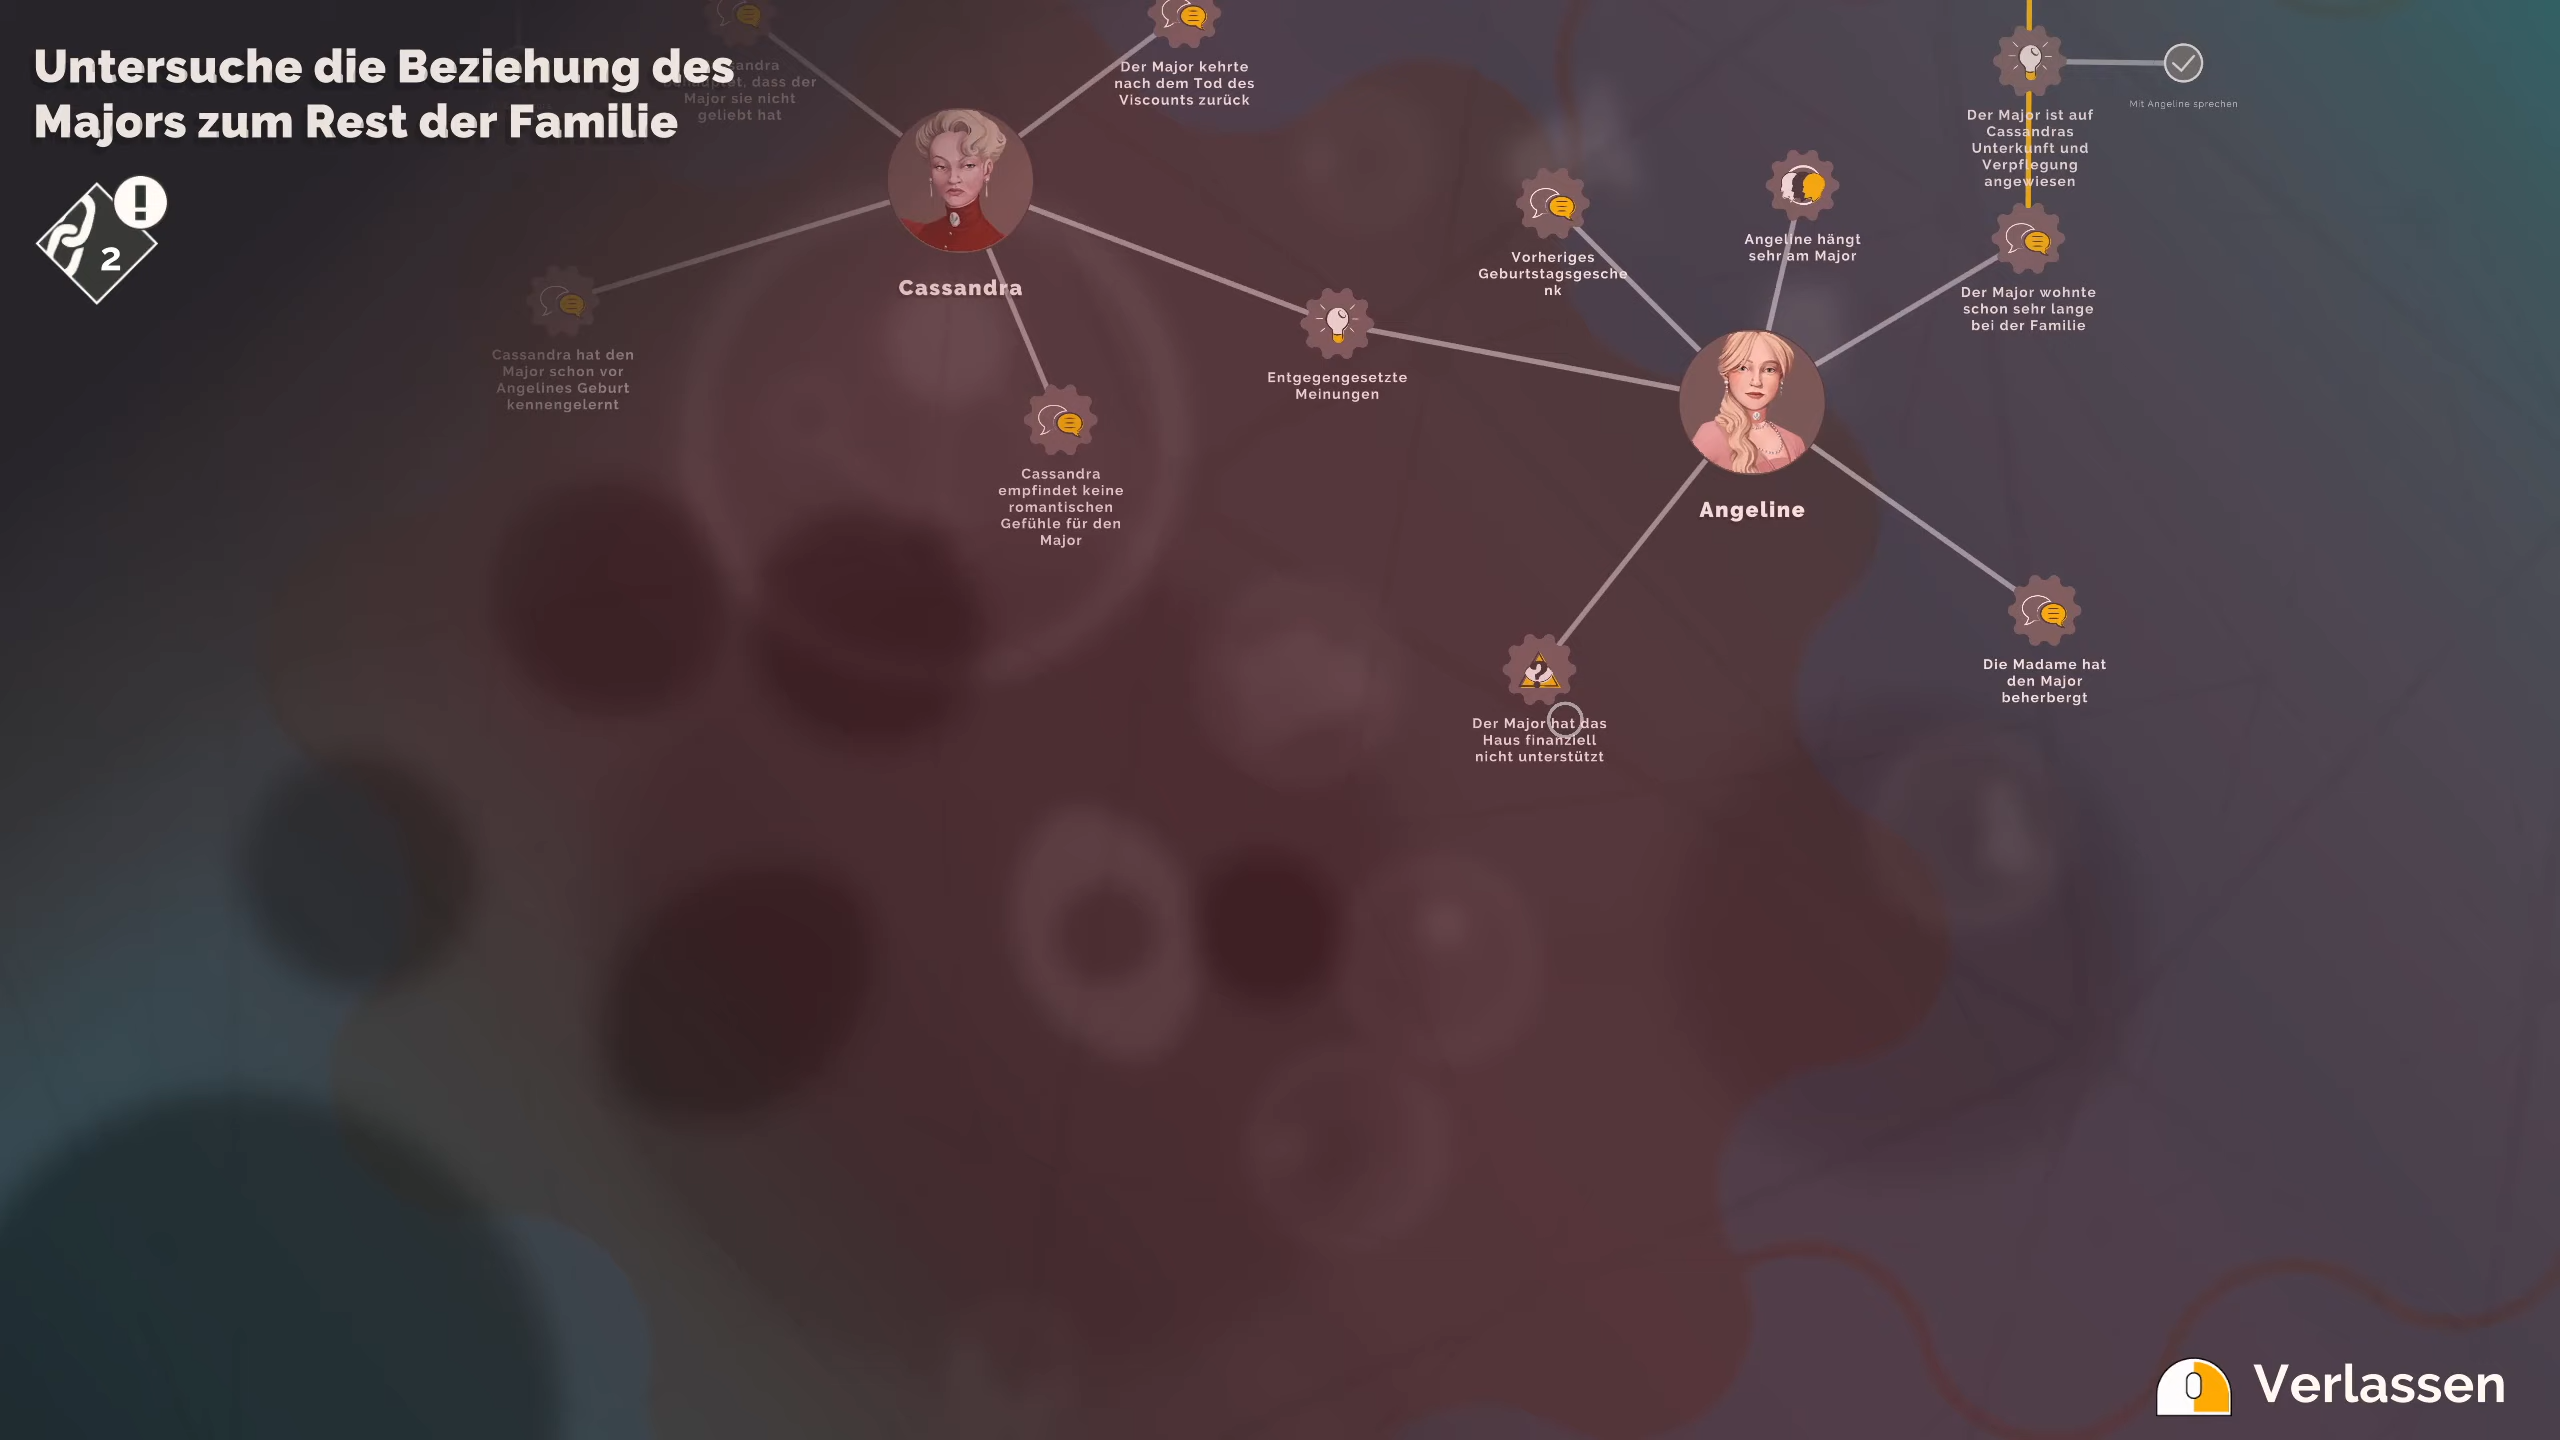 Untersuche die Beziehung des
Majors zum Rest der Familie
2
dass der
Major sie nicht
geliebt hat
Der Major kehrte
nach dem Tod des
Viscounts zurück
Cassandra
Cassandra hat den
Major schon vor
Angelines Geburt
kennengelernt
Cassandra
empfindet keine
romantischen
Gefühle für den
Major
Entgegengesetzte
Meinungen
Vorheriges
Geburtstagsgesche
nk
Angeline hängt
sehr am Major
Der Major ist auf
Cassandras
Unterkunft und
Verpflegung
angewiesen
Mit Angeline sprechen
Der Major wohnte
schon sehr lange
bei der Familie
Angeline
Der Major hat das
Haus finanziell
nicht unterstützt
Die Madame hat
den Major
beherbergt
Verlassen